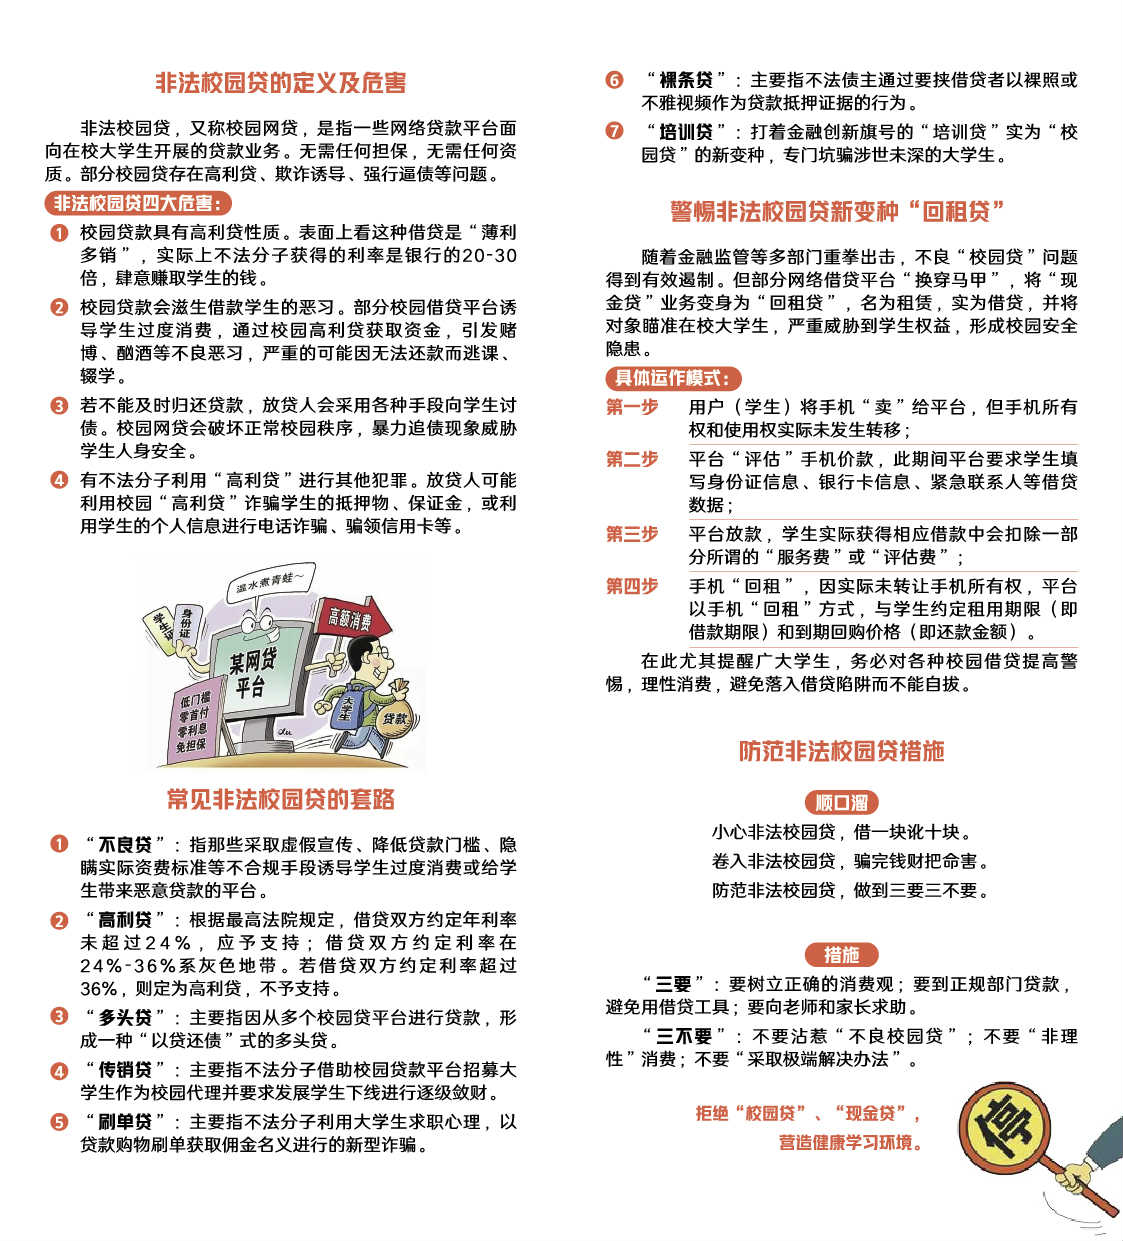 非法校园贷的定义及危害
非法校园贷，又称校园网贷，是指一些网络贷款平台面
向在校大学生开展的贷款业务。无需任何担保，无需任何资
质。部分校园贷存在高利贷、欺诈诱导、强行逼债等问题。
非法校园贷四大危害：
1 校园贷款具有高利贷性质。表面上看这种借贷是“薄利
多销”，实际上不法分子获得的利率是银行的20-30
倍，肆意赚取学生的钱。
2 校园贷款会滋生借款学生的恶习。部分校园借贷平台诱
导学生过度消费，通过校园高利贷获取资金，引发赌
博、酗酒等不良恶习，严重的可能因无法还款而逃课、
辍学。
3 若不能及时归还贷款，放贷人会采用各种手段向学生讨
债。校园网贷会破坏正常校园秩序，暴力追债现象威胁
学生人身安全。
4 有不法分子利用“高利贷”进行其他犯罪。放贷人可能
利用校园“高利贷”诈骗学生的抵押物、保证金，或利
用学生的个人信息进行电话诈骗、骗领信用卡等。
温水煮青蛙～
学生证
身份证
高额消费
某网贷
平台
低门槛
零首付
零利息
免担保
大学生
贷款
常见非法校园贷的套路
1 “不良贷”：指那些采取虚假宣传、降低贷款门槛、隐
瞒实际资费标准等不合规手段诱导学生过度消费或给学
生带来恶意贷款的平台。
2 “高利贷”：根据最高法院规定，借贷双方约定年利率
未超过24%，应予支持；借贷双方约定利率在
24%-36%系灰色地带。若借贷双方约定利率超过
36%，则定为高利贷，不予支持。
3 “多头贷”：主要指因从多个校园贷平台进行贷款，形
成一种“以贷还债”式的多头贷。
4 “传销贷”：主要指不法分子借助校园贷款平台招募大
学生作为校园代理并要求发展学生下线进行逐级敛财。
5 “刷单贷”：主要指不法分子利用大学生求职心理，以
贷款购物刷单获取佣金名义进行的新型诈骗。
6 “裸条贷”：主要指不法债主通过要挟借贷者以裸照或
不雅视频作为贷款抵押证据的行为。
7 “培训贷”：打着金融创新旗号的“培训贷”实为“校
园贷”的新变种，专门坑骗涉世未深的大学生。
警惕非法校园贷新变种“回租贷”
随着金融监管等多部门重拳出击，不良“校园贷”问题
得到有效遏制。但部分网络借贷平台“换穿马甲”，将“现
金贷”业务变身为“回租贷”，名为租赁，实为借贷，并将
对象瞄准在校大学生，严重威胁到学生权益，形成校园安全
隐患。
具体运作模式：
第一步 用户（学生）将手机“卖”给平台，但手机所有
权和使用权实际未发生转移；
第二步 平台“评估”手机价款，此期间平台要求学生填
写身份证信息、银行卡信息、紧急联系人等借贷
数据；
第三步 平台放款，学生实际获得相应借款中会扣除一部
分所谓的“服务费”或“评估费”；
第四步 手机“回租”，因实际未转让手机所有权，平台
以手机“回租”方式，与学生约定租用期限（即
借款期限）和到期回购价格（即还款金额）。
在此尤其提醒广大学生，务必对各种校园借贷提高警
惕，理性消费，避免落入借贷陷阱而不能自拔。
防范非法校园贷措施
顺口溜
小心非法校园贷，借一块讹十块。
卷入非法校园贷，骗完钱财把命害。
防范非法校园贷，做到三要三不要。
措施
“三要”：要树立正确的消费观；要到正规部门贷款，
避免用借贷工具；要向老师和家长求助。
“三不要”：不要沾惹“不良校园贷”；不要“非理
性”消费；不要“采取极端解决办法”。
拒绝“校园贷”、“现金贷”，
营造健康学习环境。
停